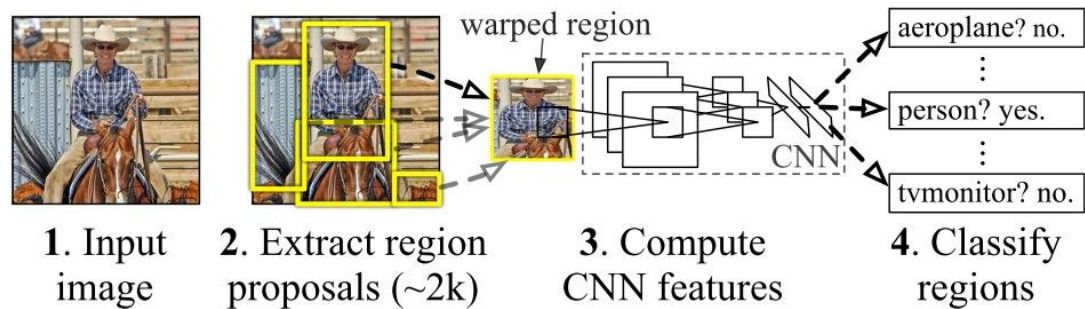 warped region
aeroplane? no.
person? yes.
CNN
tvmonitor? no.
1. Input
image
2. Extract region
proposals (~2k)
3. Compute
CNN features
4. Classify
regions